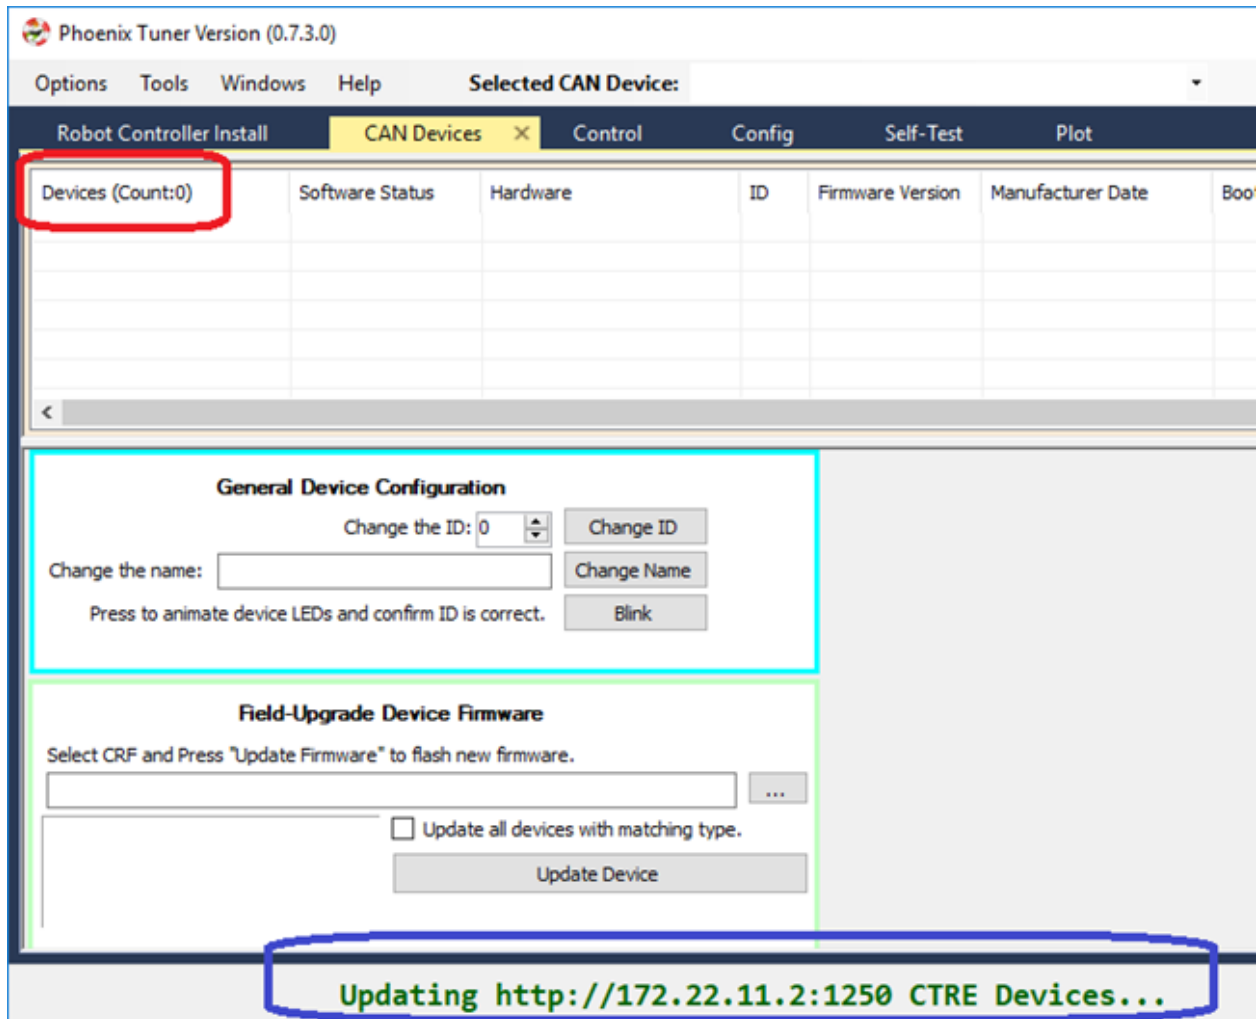 Phoenix Tuner Version (0.7.3.0)
Options Tools Windows Help Selected CAN Device:
Robot Controller Install CAN Devices Control Config Self-Test Plot
Devices (Count:0) Software Status Hardware ID Firmware Version Manufacturer Date Boot
General Device Configuration
Change the ID: 0 Change ID
Change the name: Change Name
Press to animate device LEDs and confirm ID is correct. Blink
Field-Upgrade Device Firmware
Select CRF and Press "Update Firmware" to flash new firmware.
...
Update all devices with matching type.
Update Device
Updating http://172.22.11.2:1250 CTRE Devices...